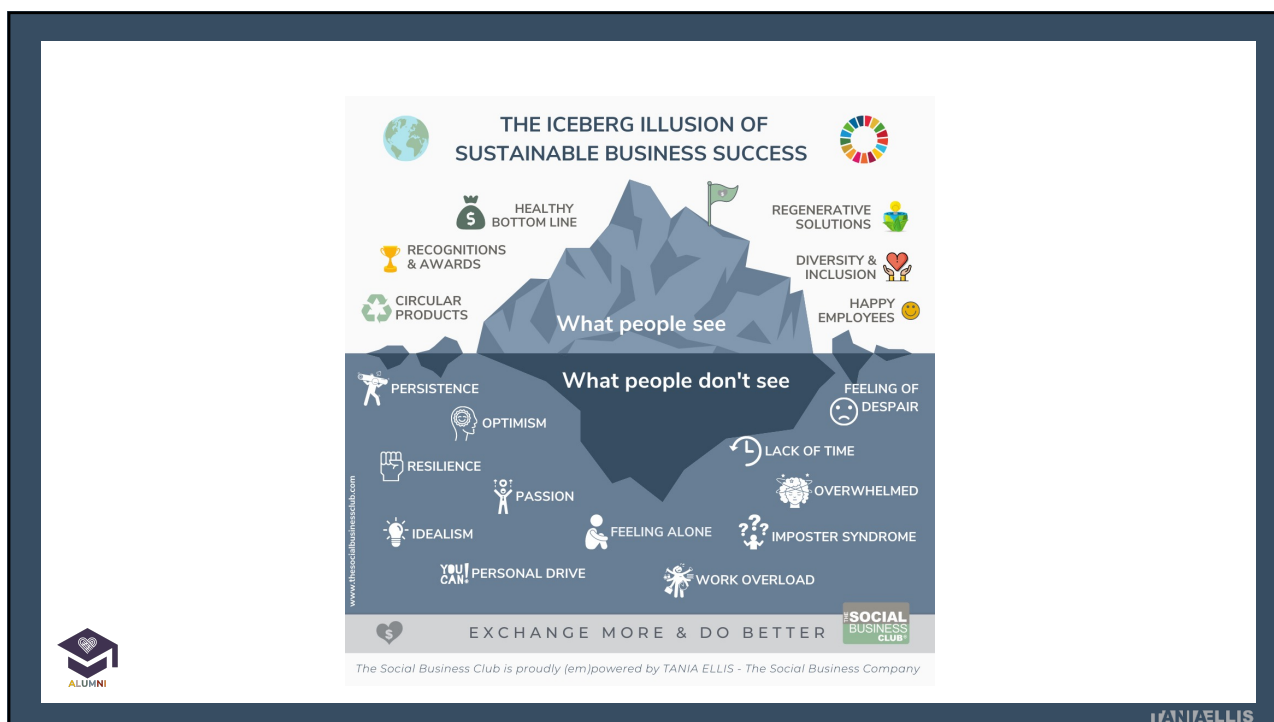 THE ICEBERG ILLUSION OF
SUSTAINABLE BUSINESS SUCCESS
HEALTHY
BOTTOM LINE
RECOGNITIONS
& AWARDS
CIRCULAR
PRODUCTS
REGENERATIVE
SOLUTIONS
DIVERSITY &
INCLUSION
HAPPY
EMPLOYEES
What people see
What people don't see
PERSISTENCE
OPTIMISM
RESILIENCE
PASSION
IDEALISM
YOU
CAN! PERSONAL DRIVE
FEELING OF
DESPAIR
LACK OF TIME
OVERWHELMED
FEELING ALONE
??? IMPOSTER SYNDROME
WORK OVERLOAD
www.thesocialbusinessclub.com
$ EXCHANGE MORE & DO BETTER
THE SOCIAL
BUSINESS
CLUB®
The Social Business Club is proudly (em)powered by TANIA ELLIS - The Social Business Company
ALUMNI
TANIA ELLIS